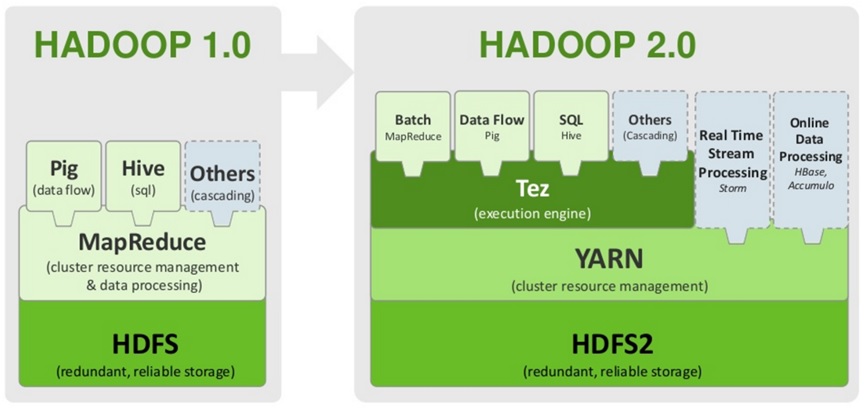 HADOOP 1.0
Pig
(data flow)
Hive
(sql)
Others
(cascading)
MapReduce
(cluster resource management
& data processing)
HDFS
(redundant, reliable storage)
HADOOP 2.0
Batch
MapReduce
Data Flow
Pig
SQL
Hive
Others
(Cascading)
Real Time
Stream
Processing
Storm
Online
Data
Processing
HBase,
Accumulo
Tez
(execution engine)
YARN
(cluster resource management)
HDFS2
(redundant, reliable storage)